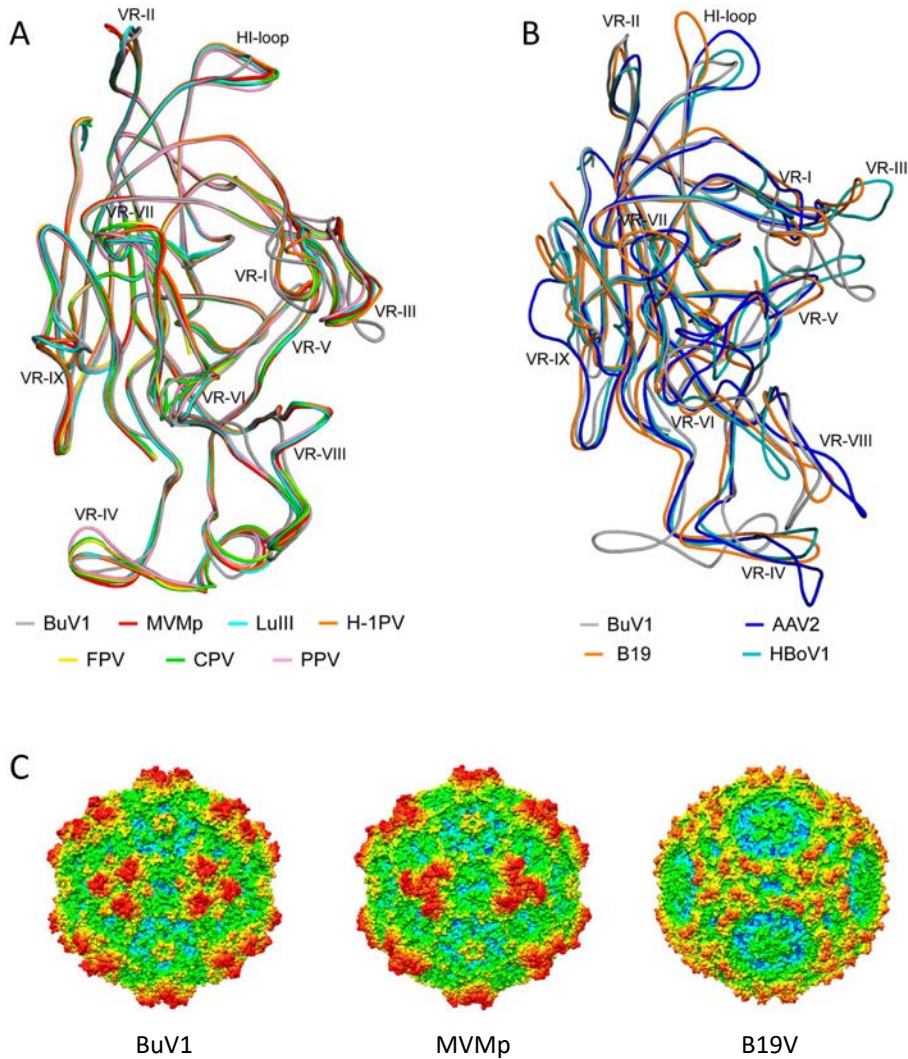 A
VR-II
HI-loop
VR-VII
VR-I
VR-III
VR-V
VR-IX
VR-VI
VR-VIII
VR-IV
BuV1 MVMp LuIII H-1PV
FPV CPV PPV
B
VR-II
HI-loop
VR-I
VR-III
VR-VII
VR-V
VR-IX
VR-VI
VR-VIII
VR-IV
BuV1 AAV2
B19 HBoV1
C
BuV1 MVMp B19V